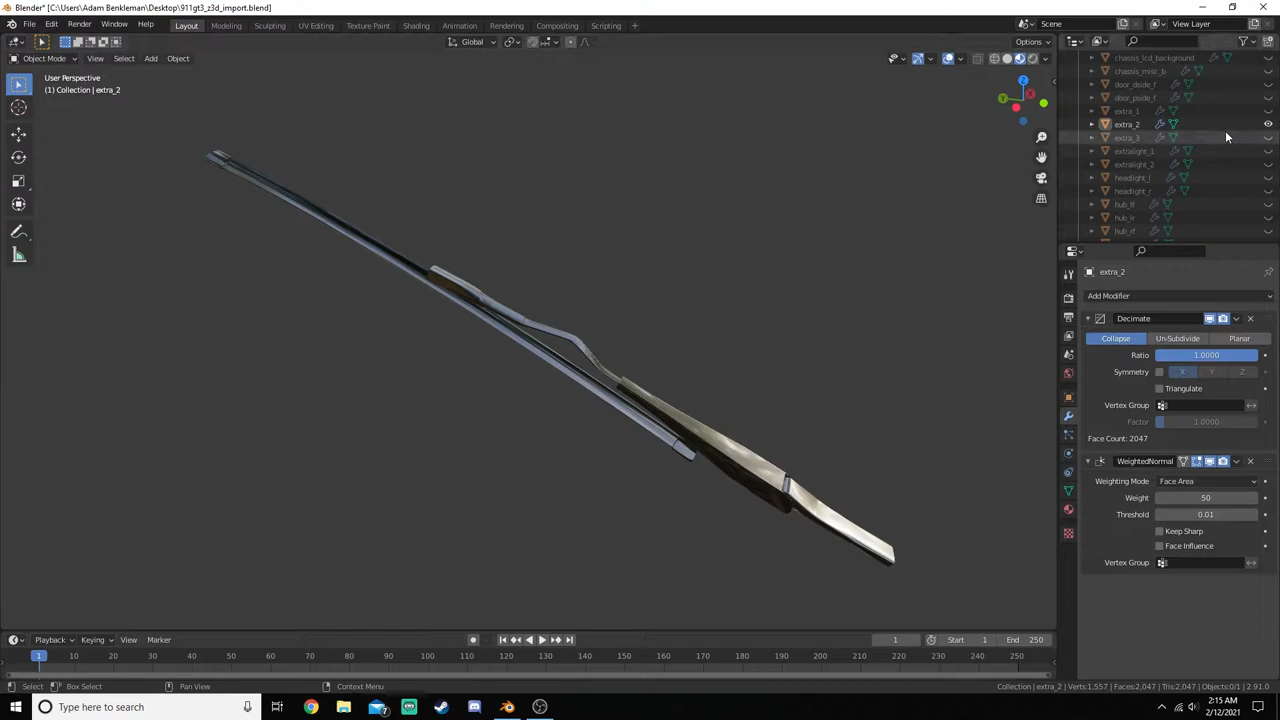 Blender* [C:\Users\Adam Benkleman\Desktop\911gt3_z3d_import.blend]
File Edit Render Window Help Layout Modeling Sculpting UV Editing Texture Paint Shading Animation Rendering Compositing Scripting + Scene View Layer
Global Options
Object Mode View Select Add Object
User Perspective
(1) Collection | extra_2
Z
Y
chassis_lcd_background
chassis_misc_b
door_dside_f
door_pside_f
extra_1
extra_2
extra_3
extralight_1
extralight_2
headlight_l
headlight_r
hub_lf
hub_lr
hub_rf
extra_2
Add Modifier
Decimate
Collapse Un-Subdivide Planar
Ratio 1.0000
Symmetry X Y Z
Triangulate
Vertex Group
Factor 1.0000
Face Count: 2047
WeightedNormal
Weighting Mode Face Area
Weight 50
Threshold 0.01
Keep Sharp
Face Influence
Vertex Group
Playback Keying View Marker 1 Start 1 End 250
1 10 20 30 40 50 60 70 80 90 100 110 120 130 140 150 160 170 180 190 200 210 220 230 240 250
Select Box Select Pan View Context Menu Collection | extra_2 | Verts:1,557 | Faces:2,047 | Tris:2,047 | Objects:0/1 | 2.91.0
Type here to search 7 2:15 AM
2/12/2021